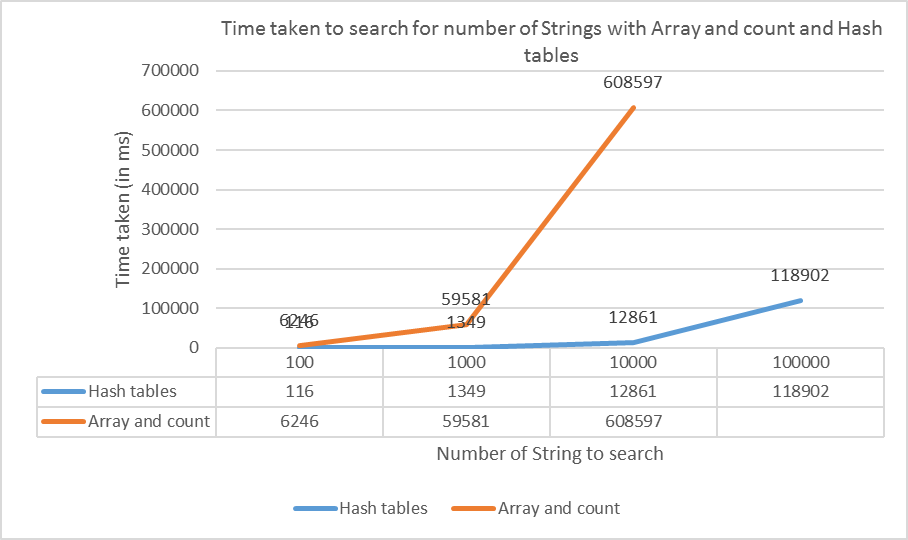 Time taken to search for number of Strings with Array and count and Hash
tables
700000
600000
500000
400000
300000
200000
100000
0
Time taken (in ms)
608597
59581
6246
116
1349
12861
118902
100 1000 10000 100000
Hash tables 116 1349 12861 118902
Array and count 6246 59581 608597
Number of String to search
Hash tables Array and count